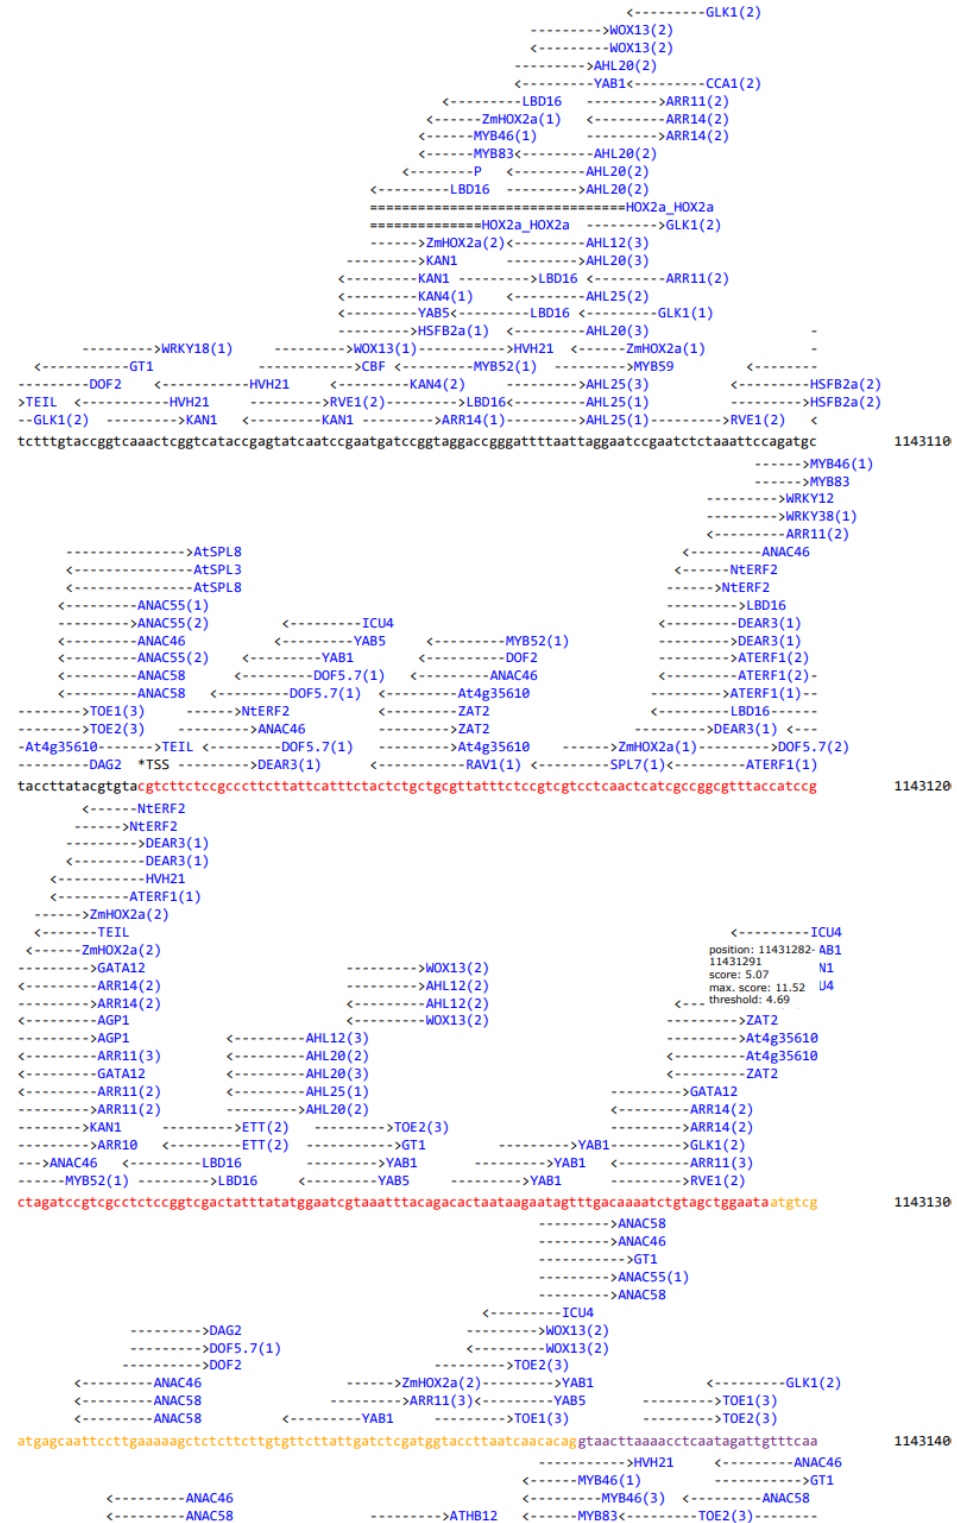 <---------GLK1(2)
--------->WOX13(2)
<---------WOX13(2)
--------->AHL20(2)
<---------YAB1<---------CCA1(2)
<---------LBD16 --------->ARR11(2)
<------ZmHOX2a(1) <---------ARR14(2)
<------MYB46(1) --------->ARR14(2)
<------MYB83<---------AHL20(2)
<--------P <---------AHL20(2)
<---------LBD16 --------->AHL20(2)
================================HOX2a_HOX2a
==============HOX2a_HOX2a --------->GLK1(2)
------>ZmHOX2a(2)<---------AHL12(3)
--------->KAN1 --------->AHL20(3)
<---------KAN1 --------->LBD16 <---------ARR11(2)
<---------KAN4(1) <---------AHL25(2)
<---------YAB5<---------LBD16 <---------GLK1(1)
--------->HSFB2a(1) <---------AHL20(3) -
--------->WRKY18(1) --------->WOX13(1)----------->HVH21 <------ZmHOX2a(1) -
<-----------GT1 ----------->CBF <---------MYB52(1) --------->MYB59 <--------
---------DOF2 <-----------HVH21 <---------KAN4(2) --------->AHL25(3) <---------HSFB2a(2)
>TEIL <-----------HVH21 --------->RVE1(2)--------->LBD16<---------AHL25(1) --------->HSFB2a(2)
--GLK1(2) --------->KAN1 <---------KAN1 --------->ARR14(1)--------->AHL25(1)--------->RVE1(2) <
tctttgtaccggtcaaactcggtcataccgagtatcaatccgaatgatccggtaggaccgggattttaattaggaatccgaatctctaaattccagatgc 1143110
------>MYB46(1)
------>MYB83
--------->WRKY12
--------->WRKY38(1)
<---------ARR11(2)
--------------->AtSPL8 <---------ANAC46
<---------------AtSPL3 <------NtERF2
<---------------AtSPL8 ------>NtERF2
<---------ANAC55(1) --------->LBD16
--------->ANAC55(2) <---------ICU4 <---------DEAR3(1)
<---------ANAC46 <---------YAB5 <---------MYB52(1) --------->DEAR3(1)
<---------ANAC55(2) <---------YAB1 <---------DOF2 --------->ATERF1(2)
<---------ANAC58 <---------DOF5.7(1) <---------ANAC46 <---------ATERF1(2)-
<---------ANAC58 <---------DOF5.7(1) <---------At4g35610 --------->ATERF1(1)--
-------->TOE1(3) ------>NtERF2 <---------ZAT2 <---------LBD16------
-------->TOE2(3) --------->ANAC46 --------->ZAT2 --------->DEAR3(1) <---
-At4g35610------->TEIL <---------DOF5.7(1) --------->At4g35610 ------>ZmHOX2a(1)--------->DOF5.7(2)
---------DAG2 *TSS --------->DEAR3(1) <-----------RAV1(1) <---------SPL7(1)<---------ATERF1(1)
taccttatacgtgtacgtcttctccgcccttcttattcatttctactctgctgcgttatttctccgtcgtcctcaactcatcgccggcgtttaccatccg 1143120
<------NtERF2
------>NtERF2
--------->DEAR3(1)
<---------DEAR3(1)
<-----------HVH21
<---------ATERF1(1)
------>ZmHOX2a(2)
<-------TEIL <---------ICU4
<------ZmHOX2a(2) position: 11431282- AB1
--------->GATA12 --------->WOX13(2) 11431291 N1
<---------ARR14(2) --------->AHL12(2) score: 5.07
max. score: 11.52 U4
--------->ARR14(2) <---------AHL12(2) <--- threshold: 4.69
<---------AGP1 <---------WOX13(2) --------->ZAT2
--------->AGP1 <---------AHL12(3) --------->At4g35610
<---------ARR11(3) <---------AHL20(2) <---------At4g35610
<---------GATA12 <---------AHL20(3) <---------ZAT2
<---------ARR11(2) <---------AHL25(1) --------->GATA12
--------->ARR11(2) --------->AHL20(2) <---------ARR14(2)
-------->KAN1 --------->ETT(2) --------->TOE2(3) --------->ARR14(2)
--------->ARR10 <---------ETT(2) ----------->GT1 --------->YAB1--------->GLK1(2)
--->ANAC46 <---------LBD16 --------->YAB1 --------->YAB1 <---------ARR11(3)
------MYB52(1) --------->LBD16 <---------YAB5 --------->YAB1 --------->RVE1(2)
ctagatccgtcgcctctccggtcgactatttatatggaatcgtaaatttacagacactaataagaatagtttgacaaaatctgtagctggaataatgtcg 1143130
--------->ANAC58
--------->ANAC46
----------->GT1
--------->ANAC55(1)
--------->ANAC58
<---------ICU4
--------->DAG2 --------->WOX13(2)
--------->DOF5.7(1) <---------WOX13(2)
--------->DOF2 --------->TOE2(3)
<---------ANAC46 ------>ZmHOX2a(2)--------->YAB1 <---------GLK1(2)
<---------ANAC58 --------->ARR11(3)<---------YAB5 --------->TOE1(3)
<---------ANAC58 <---------YAB1 --------->TOE1(3) --------->TOE2(3)
atgagcaattccttgaaaaagctctcttcttgtgttcttattgatctcgatggtaccttaatcaacacaggtaacttaaaacctcaatagattgtttcaa 1143140
----------->HVH21 <---------ANAC46
<------MYB46(1) ----------->GT1
<---------ANAC46 <---------MYB46(3) <---------ANAC58
<---------ANAC58 --------->ATHB12 <------MYB83<---------TOE2(3)--------